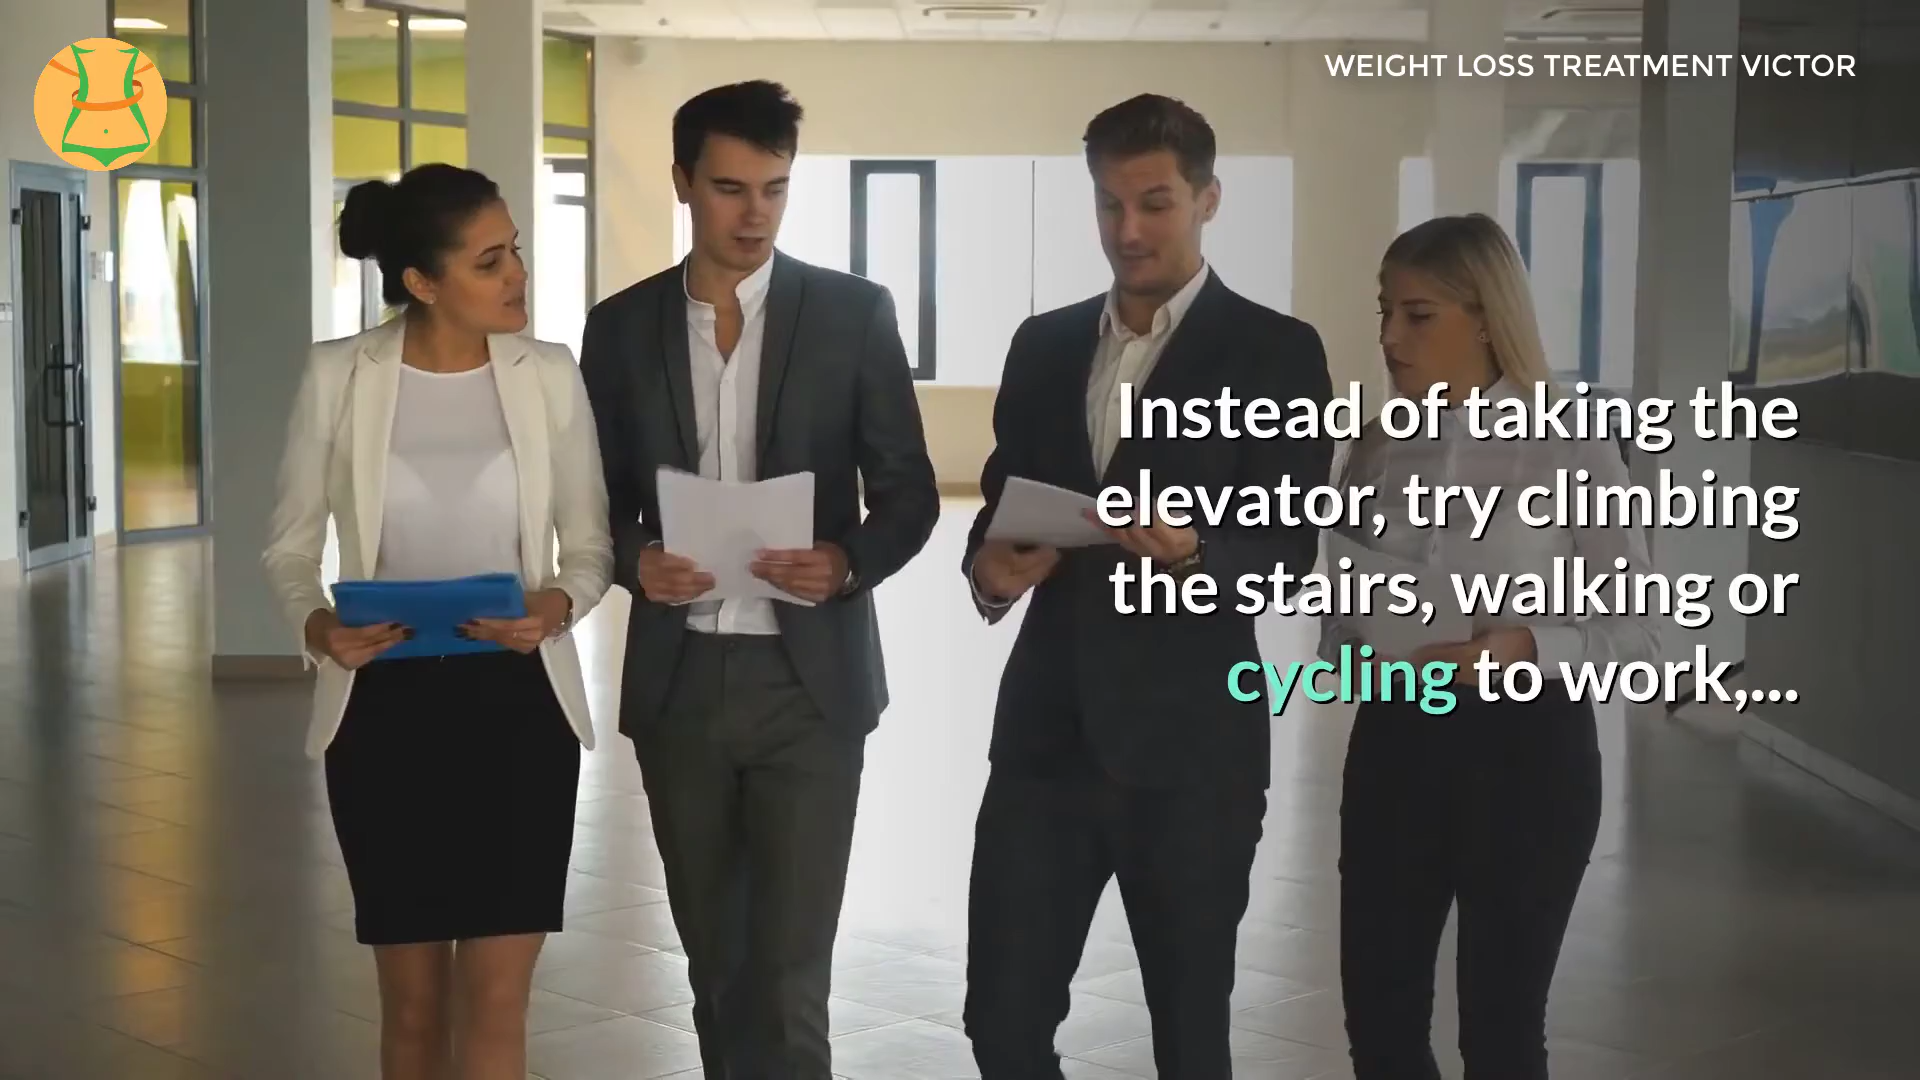 WEIGHT LOSS TREATMENT VICTOR
Instead of taking the
elevator, try climbing
the stairs, walking or
cycling to work,...